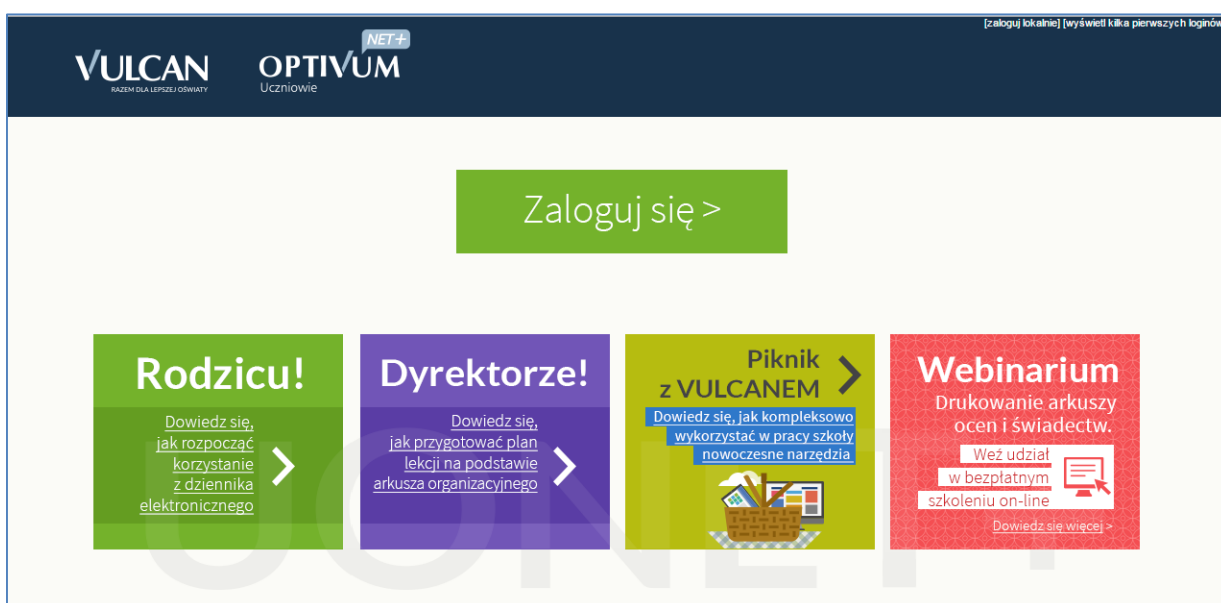 [zaloguj lokalnie] [wyświetl kilka pierwszych loginów
VULCAN
RAZEM DLA LEPSZEJ OŚWIATY
NET+
OPTIVUM
Uczniowie
Zaloguj się >
Rodzicu!
Dowiedz się,
jak rozpocząć
korzystanie
z dziennika
elektronicznego
Dyrektorze!
Dowiedz się,
jak przygotować plan
lekcji na podstawie
arkusza organizacyjnego
Piknik
z VULCANEM
Dowiedz się, jak kompleksowo
wykorzystać w pracy szkoły
nowoczesne narzędzia
Webinarium
Drukowanie arkuszy
ocen i świadectw.
Weź udział
w bezpłatnym
szkoleniu on-line
Dowiedz się więcej >
UONET+